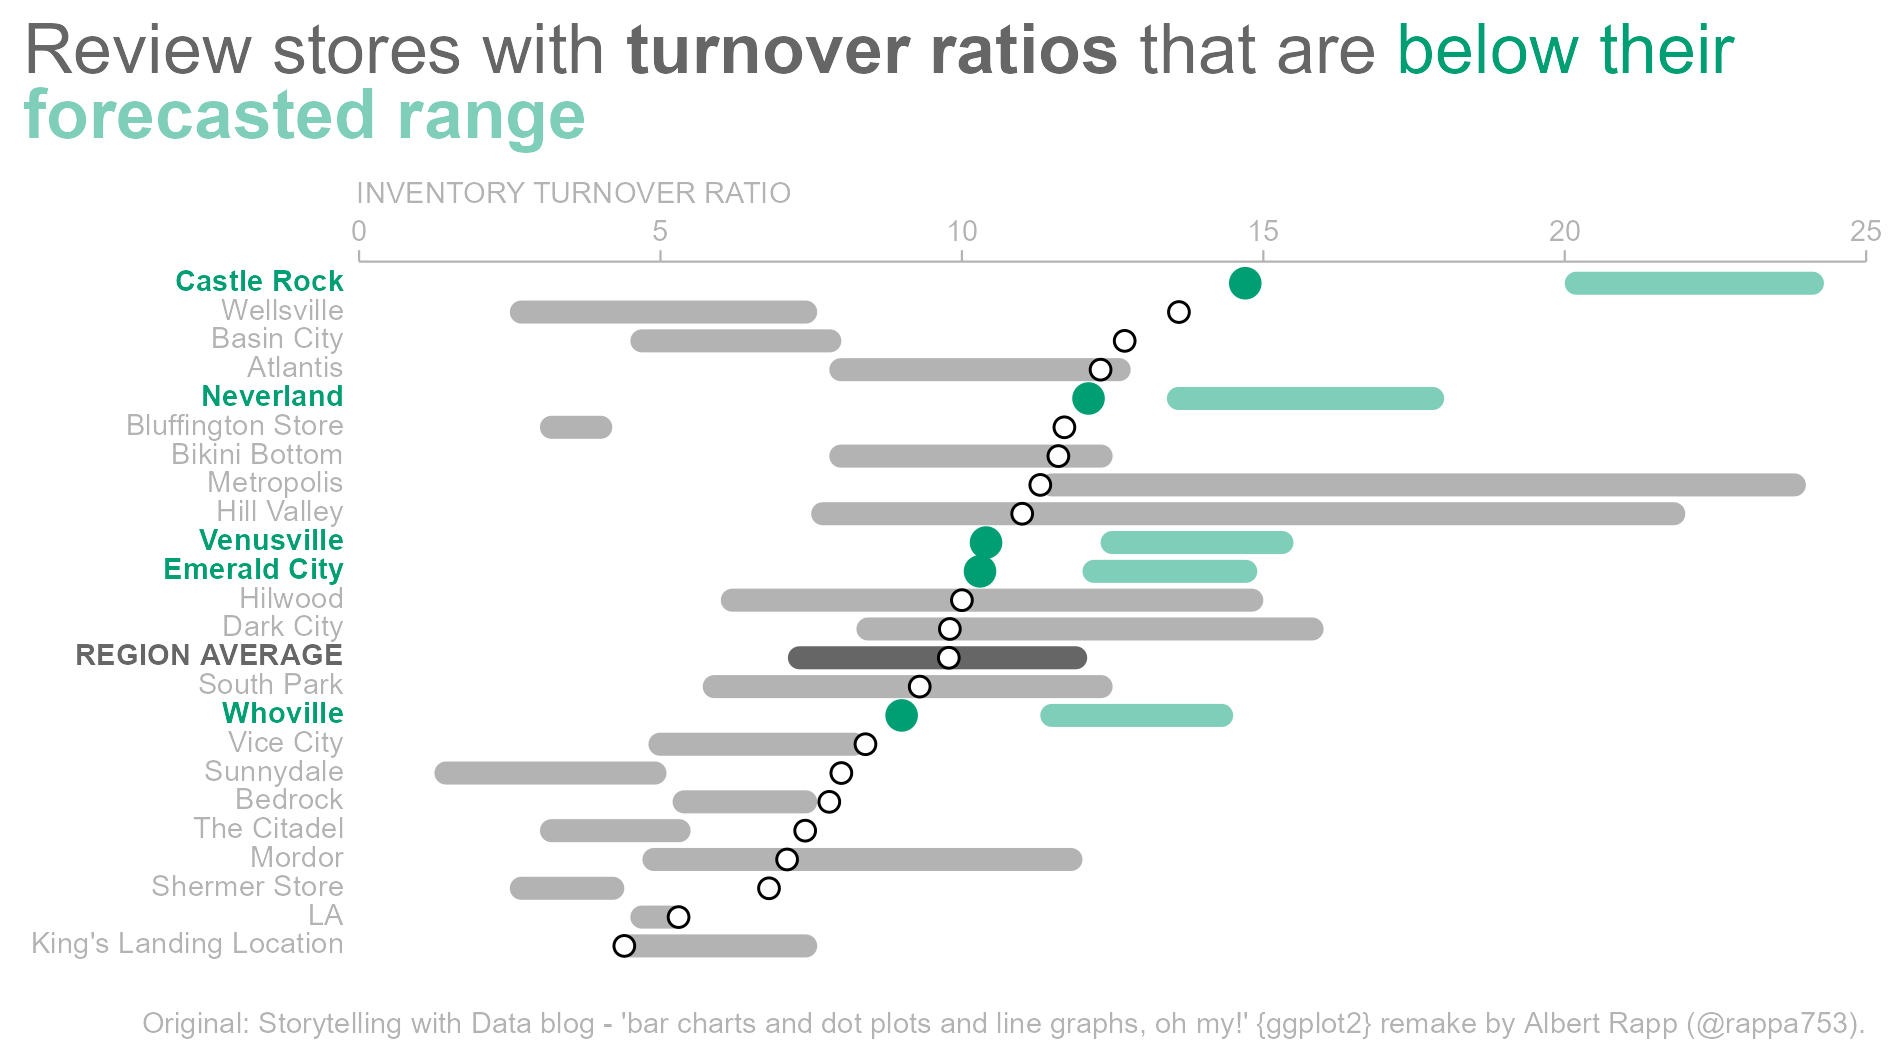 Review stores with turnover ratios that are below their
forecasted range
INVENTORY TURNOVER RATIO
0 5 10 15 20 25
Castle Rock
Wellsville
Basin City
Atlantis
Neverland
Bluffington Store
Bikini Bottom
Metropolis
Hill Valley
Venusville
Emerald City
Hilwood
Dark City
REGION AVERAGE
South Park
Whoville
Vice City
Sunnydale
Bedrock
The Citadel
Mordor
Shermer Store
LA
King's Landing Location
Original: Storytelling with Data blog - 'bar charts and dot plots and line graphs, oh my!' {ggplot2} remake by Albert Rapp (@rappa753).